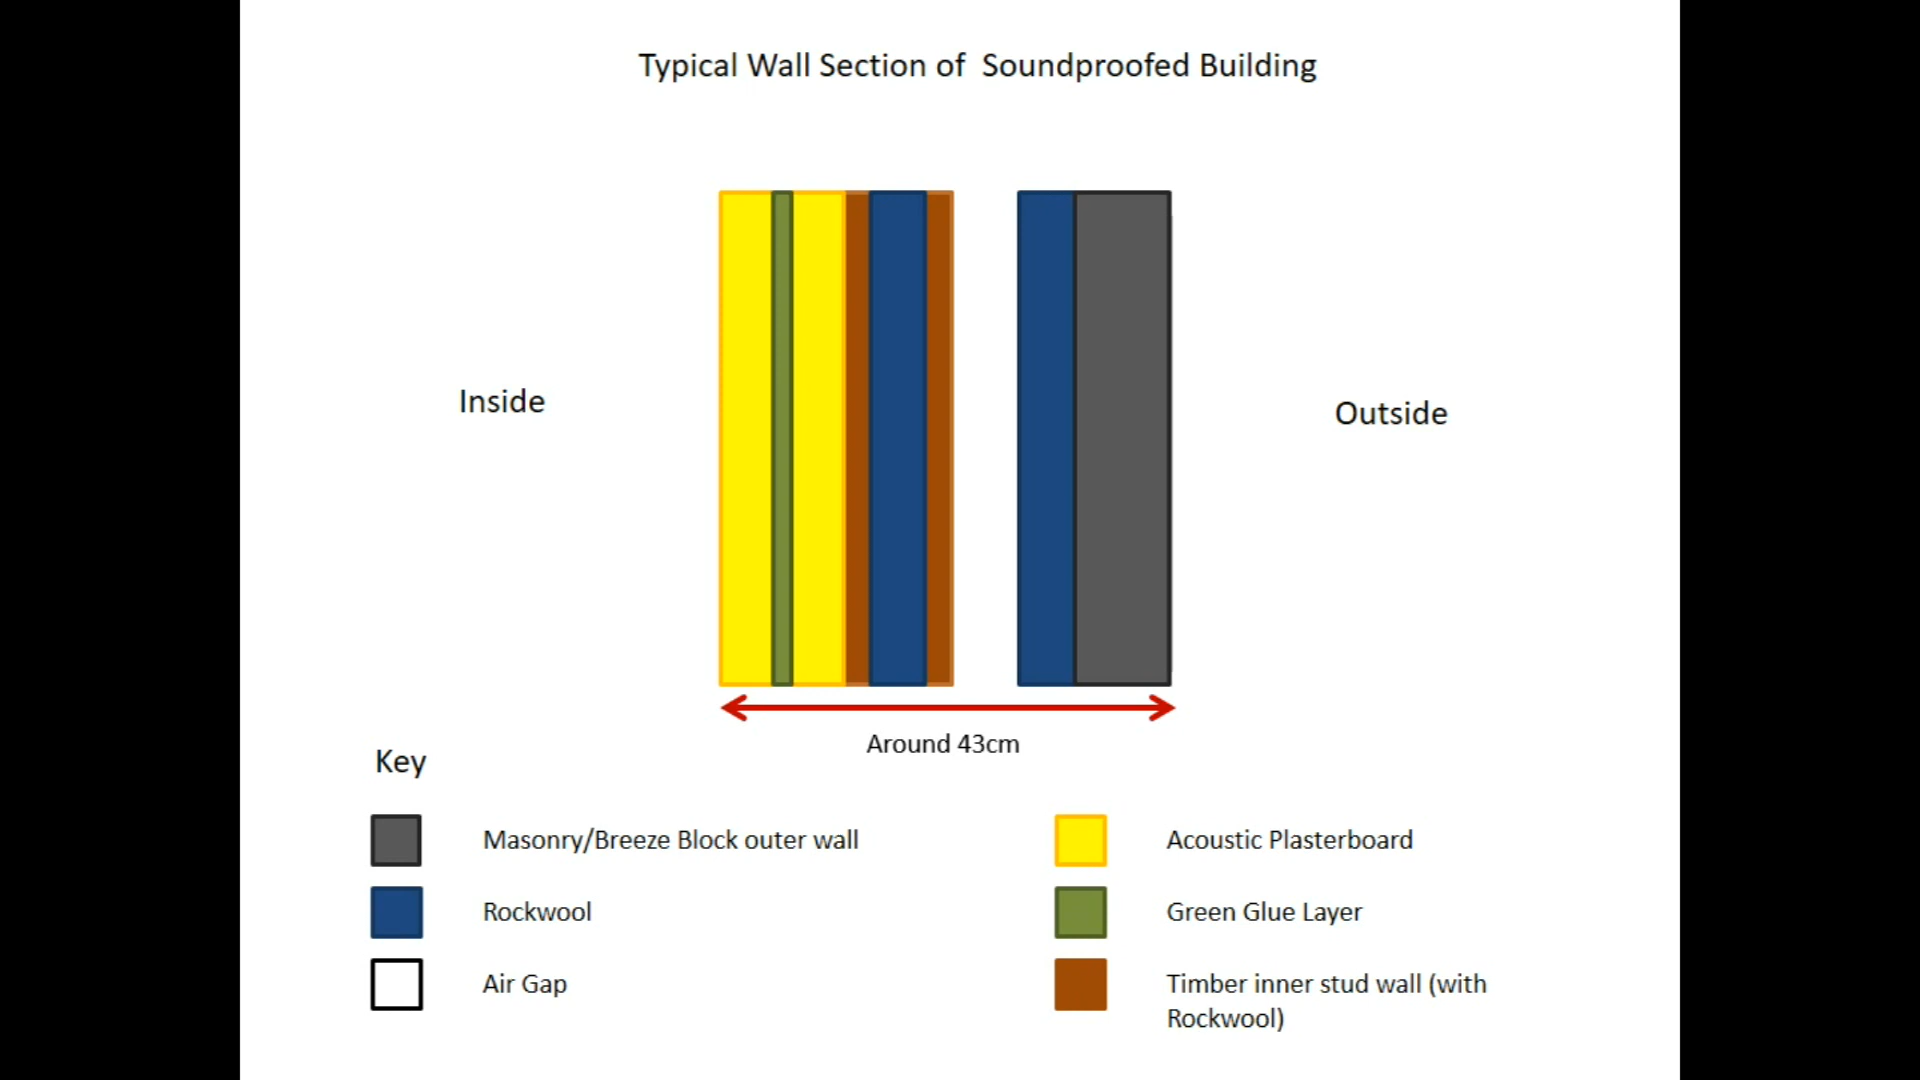 Typical Wall Section of  Soundproofed Building
Inside
Outside
Around 43cm
Key
Masonry/Breeze Block outer wall
Rockwool
Air Gap
Acoustic Plasterboard
Green Glue Layer
Timber inner stud wall (with
Rockwool)